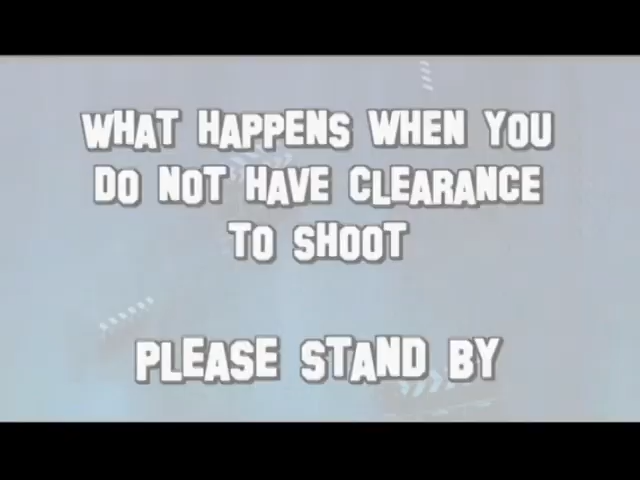 WHAT HAPPENS WHEN YOU
DO NOT HAVE CLEARANCE
TO SHOOT
PLEASE STAND BY